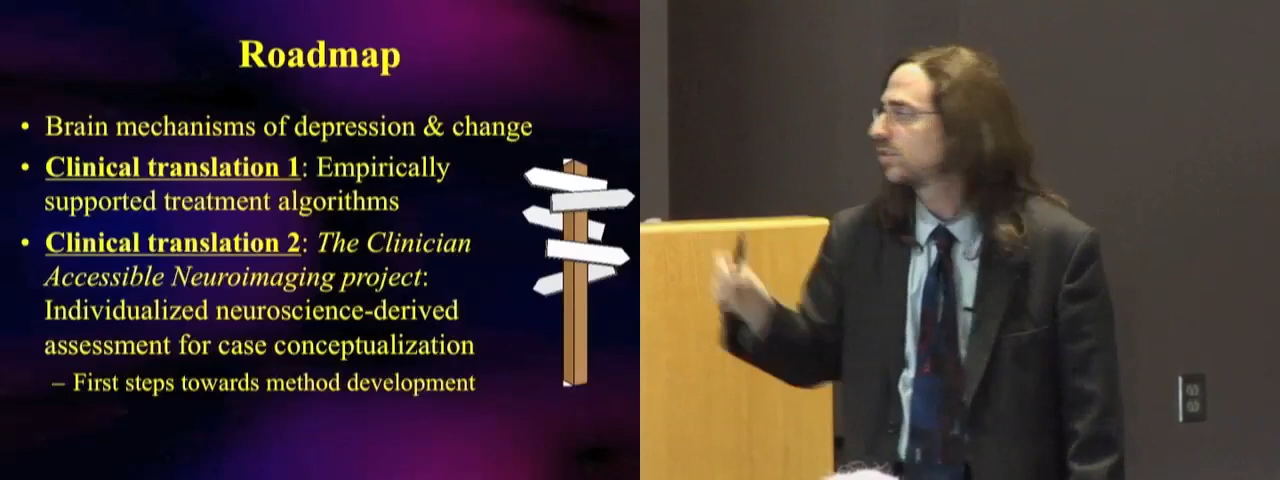 Roadmap
• Brain mechanisms of depression & change
• Clinical translation 1: Empirically
supported treatment algorithms
• Clinical translation 2: The Clinician
Accessible Neuroimaging project:
Individualized neuroscience-derived
assessment for case conceptualization
– First steps towards method development